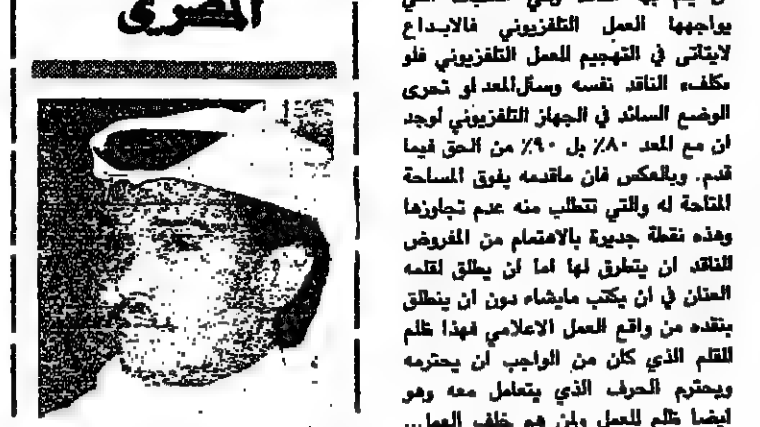 المصري
يواجهها العمل التلفزيوني فالابداع
لايتاتى في التهجيم للعمل التلفزيوني فلو
«كلف» الناقد نفسه وسأل المعد او تحرى
الوضع السائد في الجهاز التلفزيوني لوجد
ان مع المعد ٨٠٪ بل ٩٠٪ من الحق فيما
قدم. وبالعكس فان ماقدمه يفوق المساحة
المتاحة له والتي تتطلب منه عدم تجاوزها
وهذه نقطة جديرة بالاهتمام من المفروض
للناقد ان يتطرق لها اما ان يطلق لقلمه
العنان في ان يكتب مايشاء دون ان ينطلق
بنقده من واقع العمل الاعلامي فهذا ظلم
للقلم الذي كان من الواجب ان يحترمه
ويحترم الحرف الذي يتعامل معه وهو
ايضا ظلم للعمل ولمن هم خلف العمل...